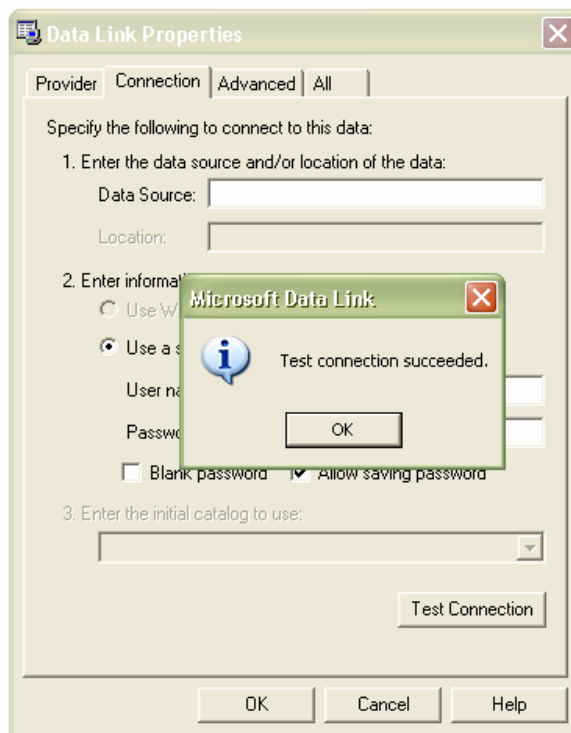 Data Link Properties
Provider Connection Advanced All
Specify the following to connect to this data:
1. Enter the data source and/or location of the data:
Data Source:
Location:
2. Enter
Use
Microsoft Data Link
Use a
Test connection succeeded.
User
OK
Blank password Allow saving password
3. Enter the initial catalog to use:
Test Connection
OK Cancel Help